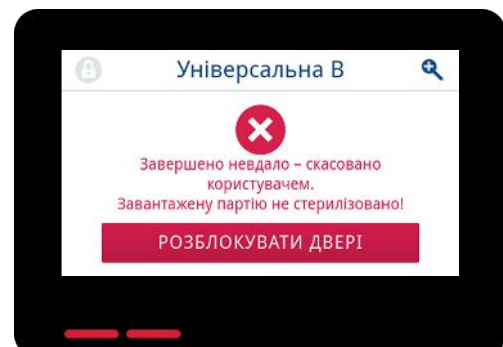 Універсальна B
Завершено невдало – скасовано
користувачем.
Завантажену партію не стерилізовано!
РОЗБЛОКУВАТИ ДВЕРІ